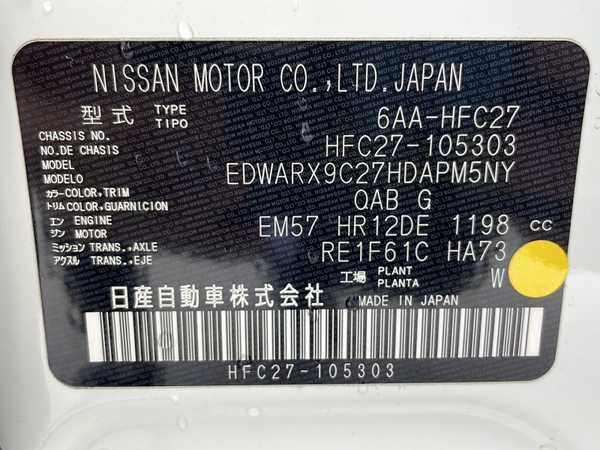 NISSAN MOTOR CO.,LTD.JAPAN
型式 TYPE TIPO 6AA-HFC27
CHASSIS NO.
NO.DE CHASIS HFC27-105303
MODEL
MODELO EDWARX9C27HDAPM5NY
カラー COLOR,TRIM
トリム COLOR,GUARNICION QAB G
エン ENGINE
ジン MOTOR EM57 HR12DE 1198 cc
ミッション TRANS.,AXLE
アクスル TRANS.,EJE RE1F61C HA73
工場 PLANT PLANTA W
日産自動車株式会社 MADE IN JAPAN
HFC27-105303